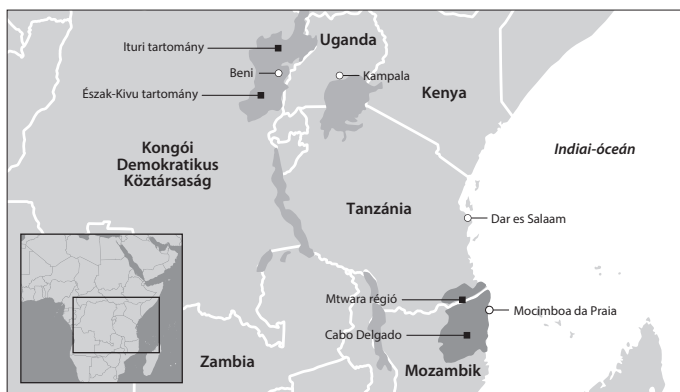 Ituri tartomány
Uganda
Beni
Kampala
Észak-Kivu tartomány
Kenya
Kongói
Demokratikus
Köztársaság
Indiai-óceán
Tanzánia
Dar es Salaam
Mtwara régió
Mocimboa da Praia
Cabo Delgado
Zambia
Mozambik